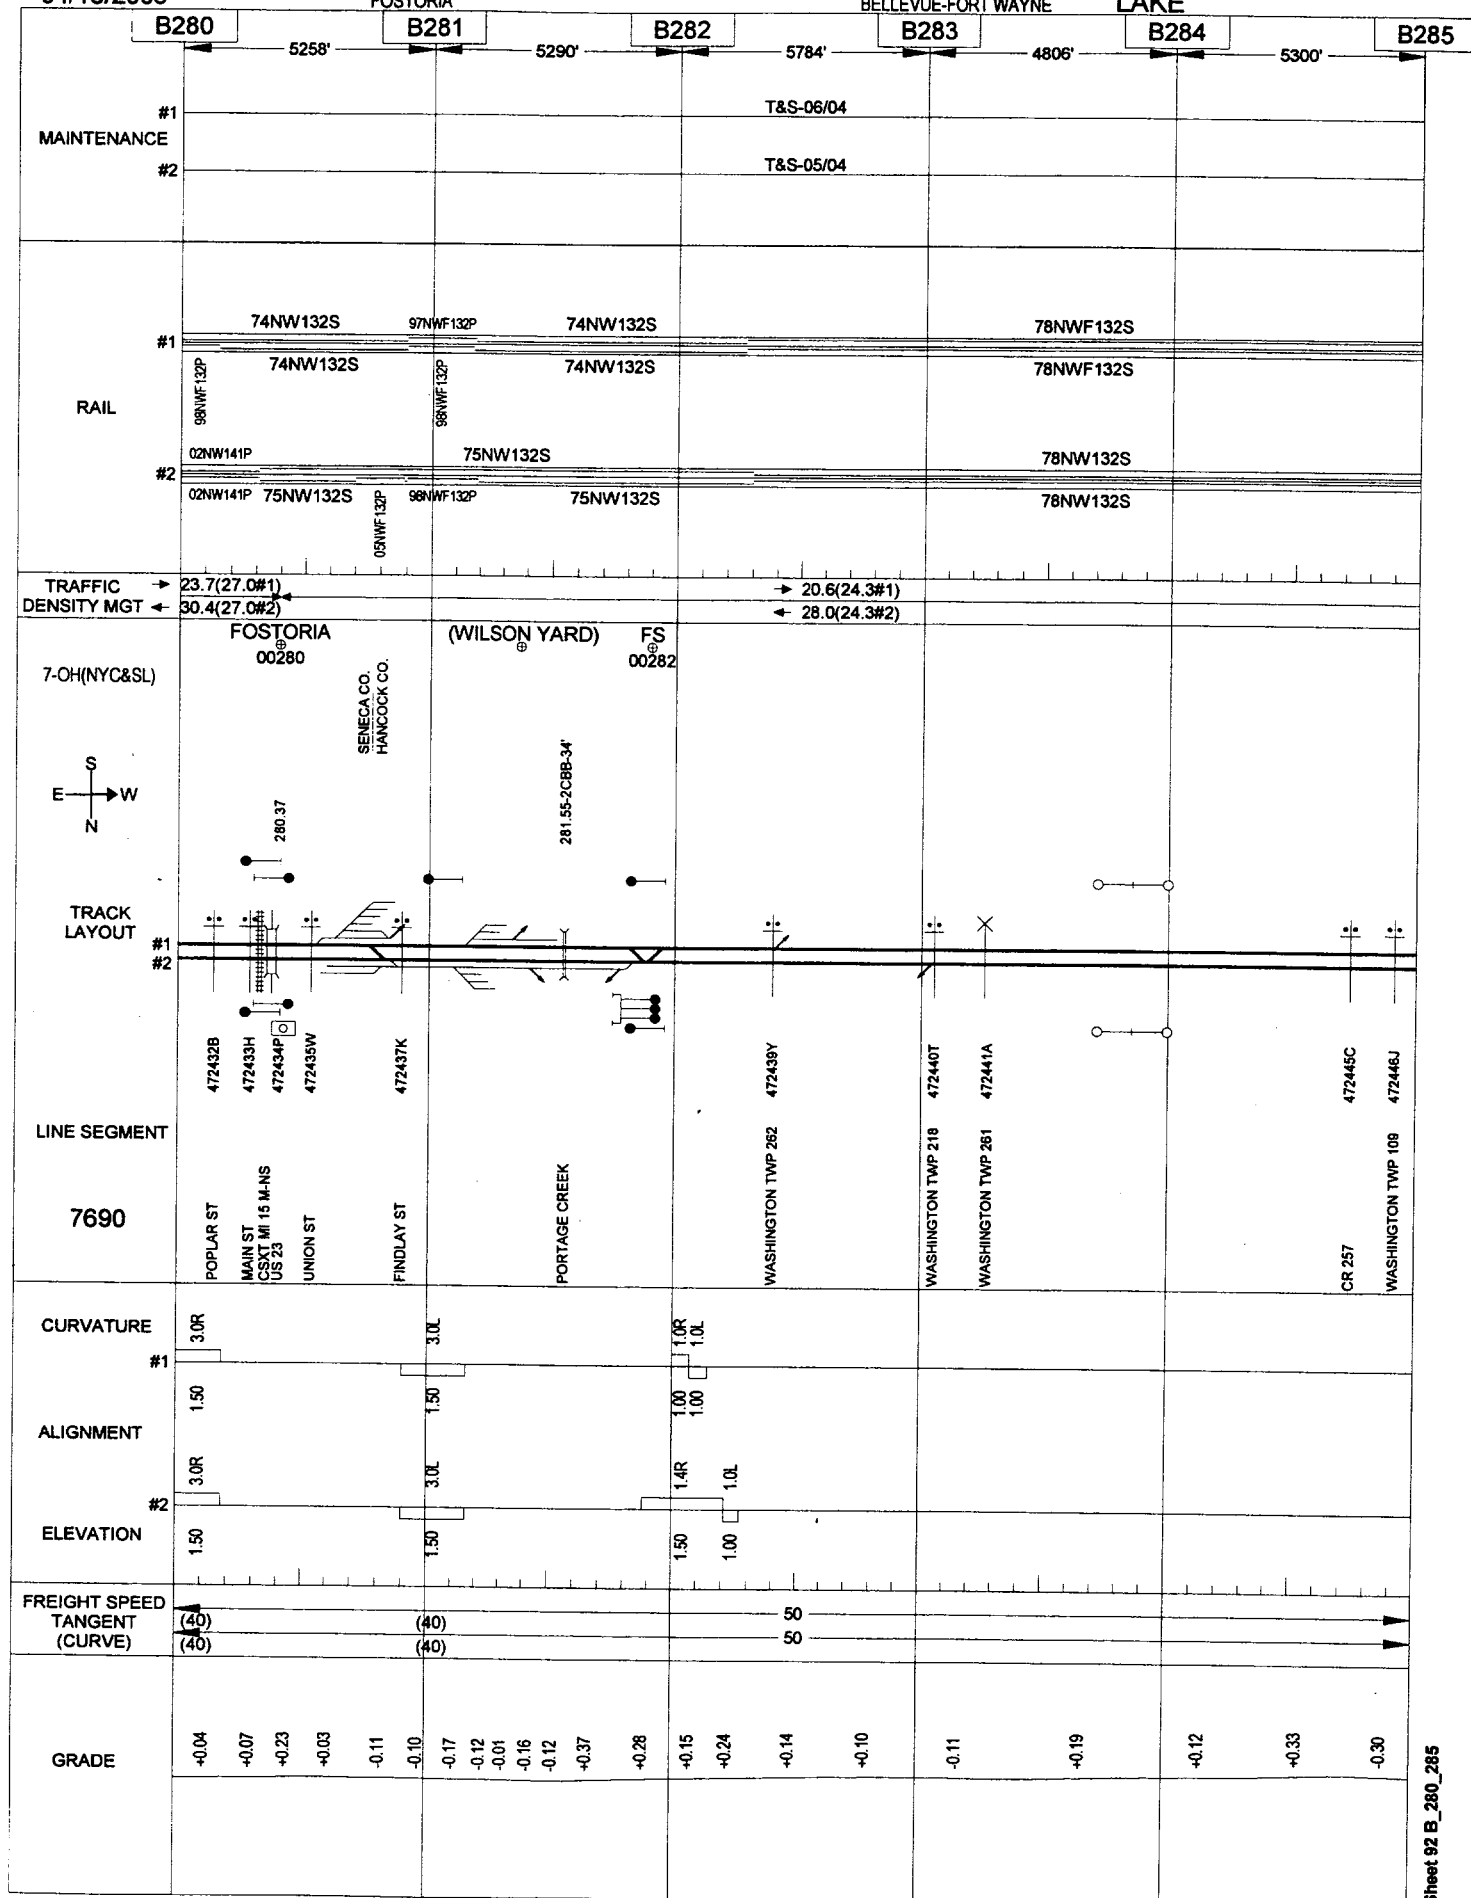 FOSTORIA
BELLEVUE-FORT WAYNE
LAKE
B280 B281 B282 B283 B284 B285
5258' 5290' 5784' 4806' 5300'
#1 T&S-06/04
MAINTENANCE
#2 T&S-05/04
74NW132S 97NWF132P 74NW132S 78NWF132S
#1
74NW132S 74NW132S 78NWF132S
98NWF132P 98NWF132P
RAIL
02NW141P 75NW132S 78NW132S
#2
02NW141P 75NW132S 98NWF132P 75NW132S 78NW132S
05NWF132P
TRAFFIC → 23.7(27.0#1) → 20.6(24.3#1)
DENSITY MGT ← 30.4(27.0#2) ← 28.0(24.3#2)
FOSTORIA (WILSON YARD) FS
00280 00282
7-OH(NYC&SL)
SENECA CO.
HANCOCK CO.
S
E W
N
280.37
281.55-2CBB-34'
TRACK
LAYOUT
#1
#2
472432B 472433H 472434P 472435W 472437K 472439Y 472440T 472441A 472445C 472446J
LINE SEGMENT
7690
POPLAR ST
MAIN ST
CSXT MI 15 M-NS
US 23
UNION ST
FINDLAY ST
PORTAGE CREEK
WASHINGTON TWP 262
WASHINGTON TWP 218
WASHINGTON TWP 261
CR 257
WASHINGTON TWP 109
CURVATURE
3.0R 3.0L 1.0R 1.0L
#1
1.50 1.50 1.00 1.00
ALIGNMENT
3.0R 3.0L 1.4R 1.0L
#2
ELEVATION
1.50 1.50 1.50 1.00
FREIGHT SPEED
TANGENT
(CURVE)
(40) (40) 50
(40) (40) 50
GRADE
+0.04 +0.07 +0.23 +0.03 -0.11 -0.10 -0.17 -0.12 -0.01 -0.16 -0.12 +0.37 +0.28 +0.15 +0.24 +0.14 +0.10 -0.11 +0.19 +0.12 +0.33 -0.30
Sheet 92 B_280_285